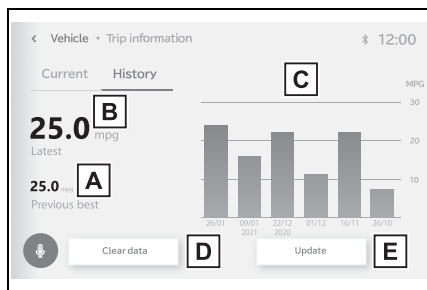 < Vehicle • Trip information 12:00
Current History
C
MPG
B
25.0 mpg
Latest
30
20
10
A
25.0 mpg
Previous best
26/01 09/01 22/12 01/12 16/11 26/10
2021 2020
Clear data D Update E